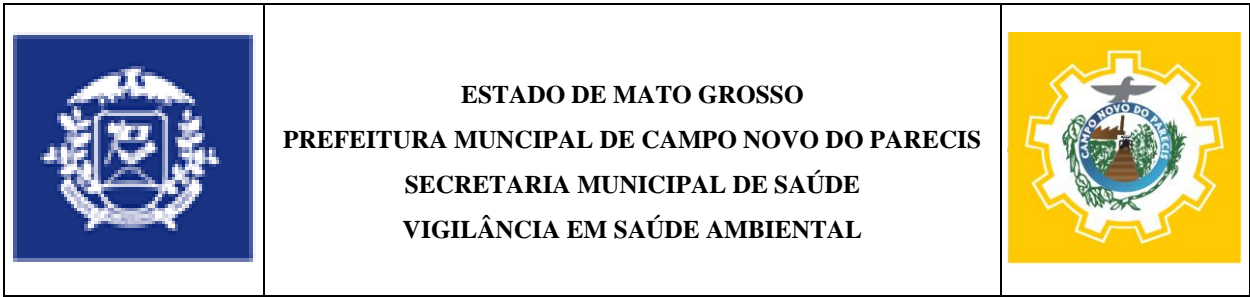 ESTADO DE MATO GROSSO
PREFEITURA MUNCIPAL DE CAMPO NOVO DO PARECIS
SECRETARIA MUNICIPAL DE SAÚDE
VIGILÂNCIA EM SAÚDE AMBIENTAL
CAMPO NOVO DO PARECIS